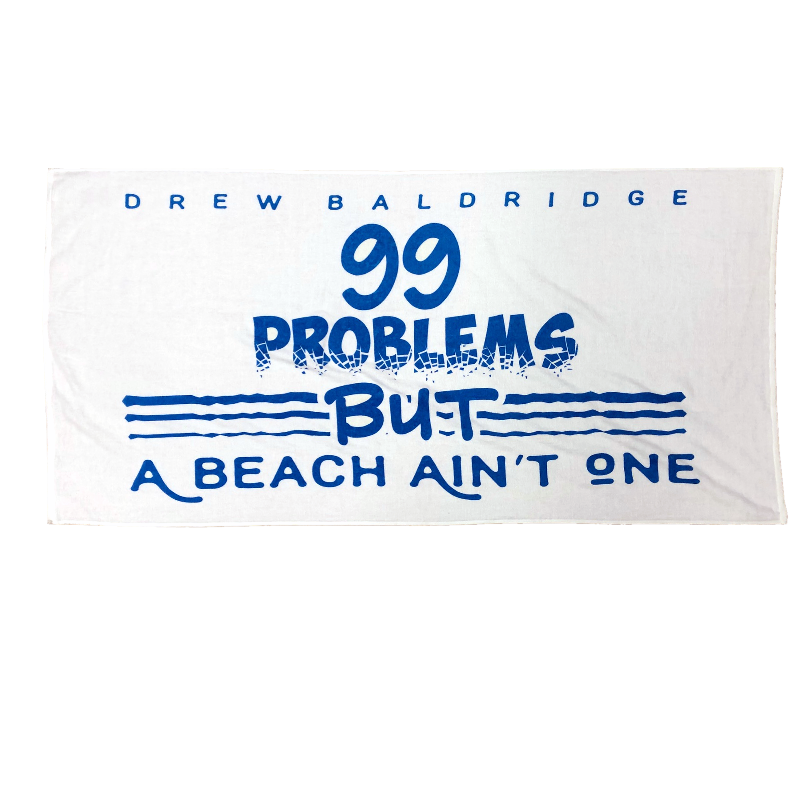 DREW BALDRIDGE
99
PROBLEMS
BUT
A BEACH AIN'T ONE